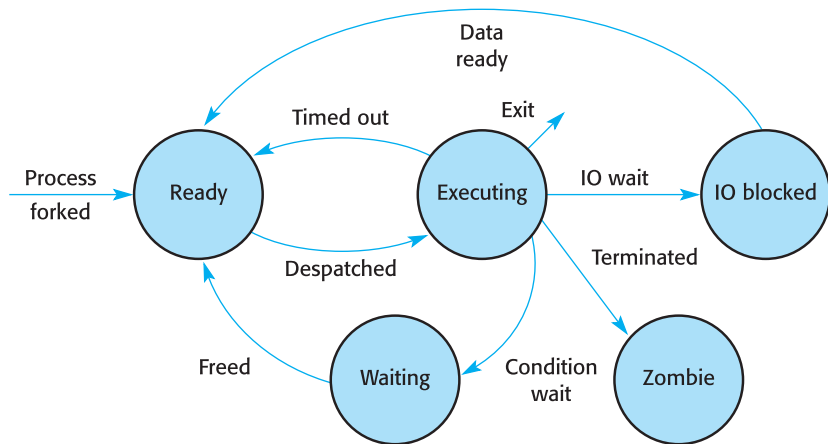 Data
ready
Timed out
Exit
Process
forked
Ready
Executing
IO wait
IO blocked
Despatched
Terminated
Freed
Waiting
Condition
wait
Zombie